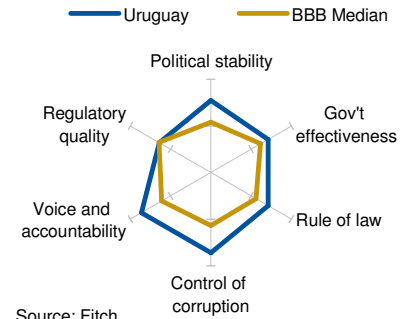 Uruguay
BBB Median
Political stability
Gov't
effectiveness
Rule of law
Control of
corruption
Voice and
accountability
Regulatory
quality
Source: Fitch